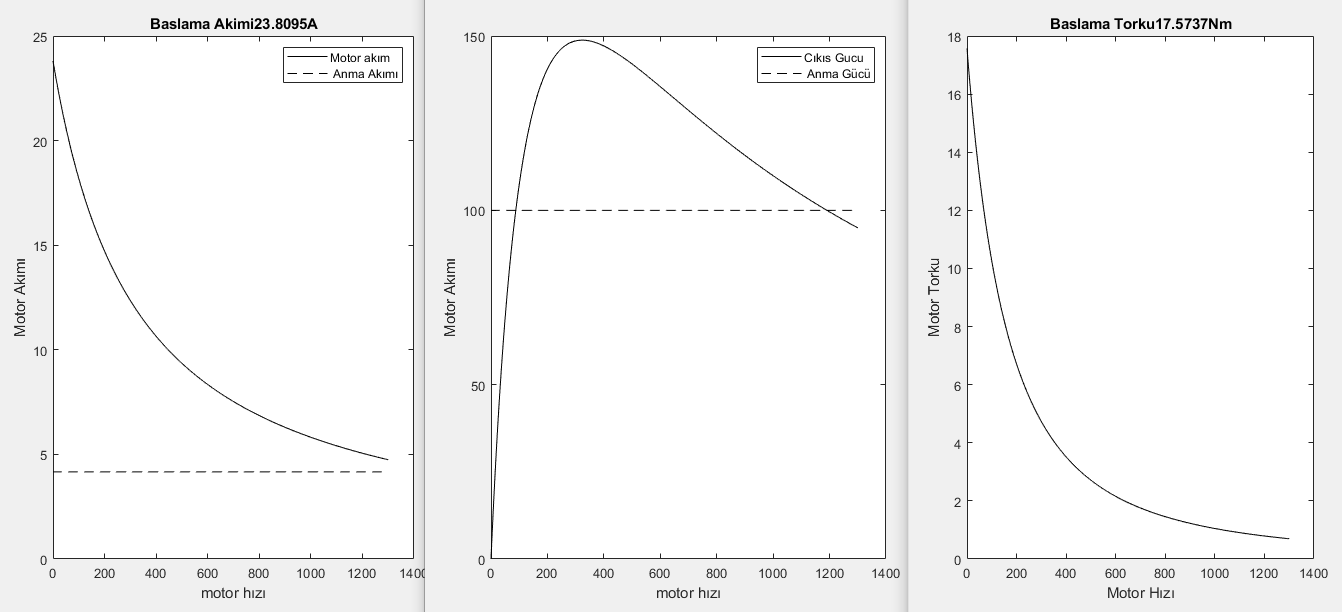 Baslama Akimi23.8095A
25
20
15
10
5
0
Motor Akımı
Motor akım
Anma Akımı
0 200 400 600 800 1000 1200 1400
motor hızı
150
100
50
0
Motor Akımı
Cıkıs Gucu
Anma Gücü
0 200 400 600 800 1000 1200 1400
motor hızı
Baslama Torku17.5737Nm
18
16
14
12
10
8
6
4
2
0
Motor Torku
0 200 400 600 800 1000 1200 1400
Motor Hızı